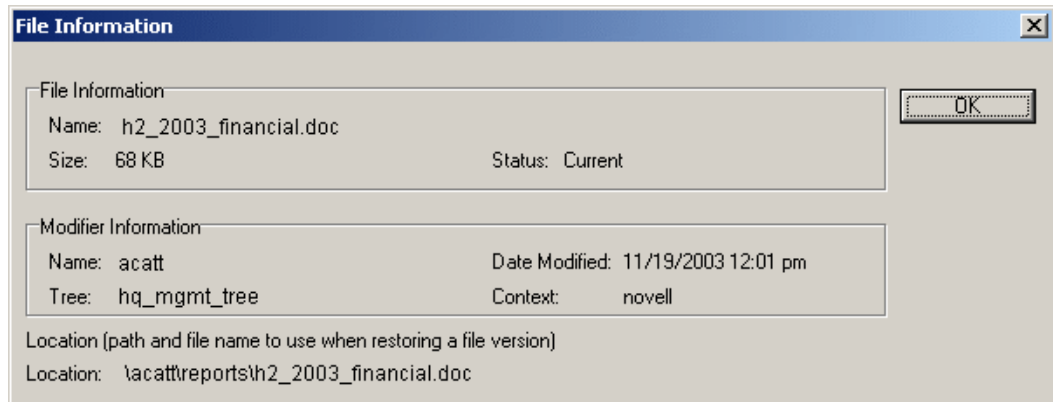 File Information
File Information
OK
Name: h2_2003_financial.doc
Size: 68 KB Status: Current
Modifier Information
Name: acatt Date Modified: 11/19/2003 12:01 pm
Tree: hq_mgmt_tree Context: novell
Location (path and file name to use when restoring a file version)
Location: \acatt\reports\h2_2003_financial.doc